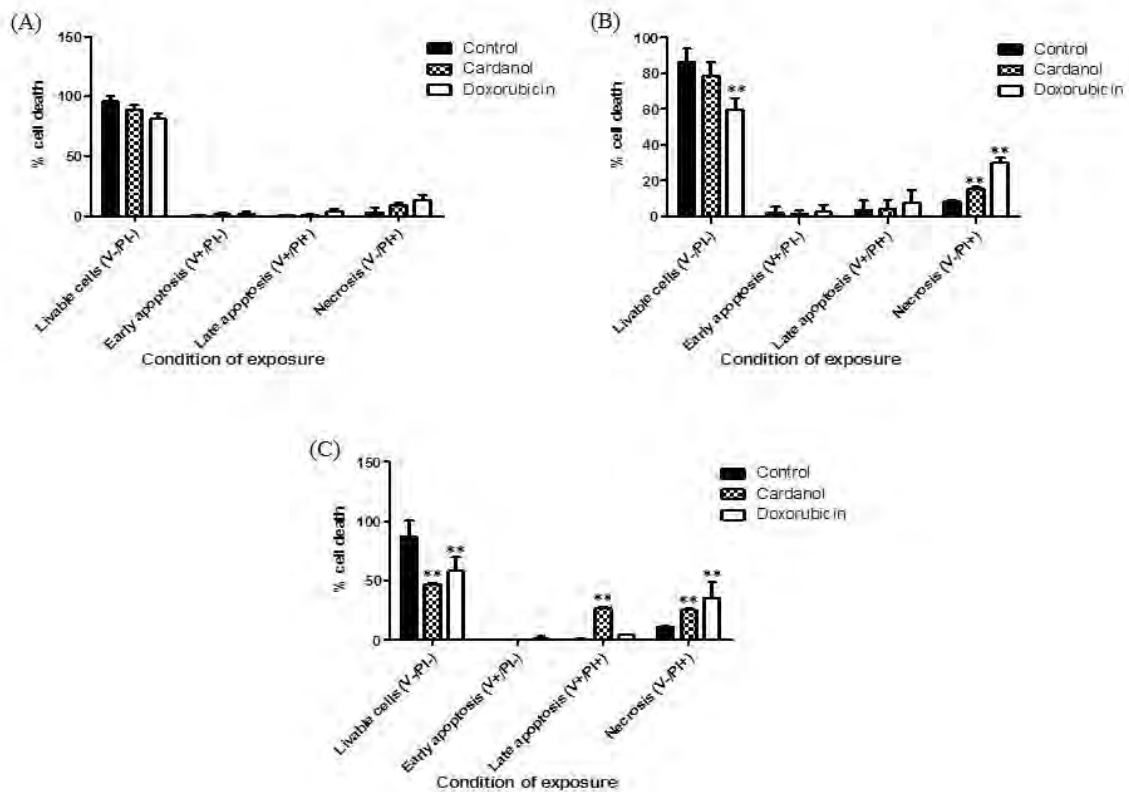 (A)
150
100
50
0
% cell death
Control
Cardanol
Doxorubicin
Livable cells (V-/PI-)
Early apoptosis (V+/PI-)
Late apoptosis (V+/PI+)
Necrosis (V-/PI+)
Condition of exposure
(B)
100
80
60
40
20
0
% cell death
**
**
**
Control
Cardanol
Doxorubicin
Livable cells (V-/PI-)
Early apoptosis (V+/PI-)
Late apoptosis (V+/PI+)
Necrosis (V-/PI+)
Condition of exposure
(C)
150
100
50
0
% cell death
**
**
**
**
**
Control
Cardanol
Doxorubicin
Livable cells (V-/PI-)
Early apoptosis (V+/PI-)
Late apoptosis (V+/PI+)
Necrosis (V-/PI+)
Condition of exposure